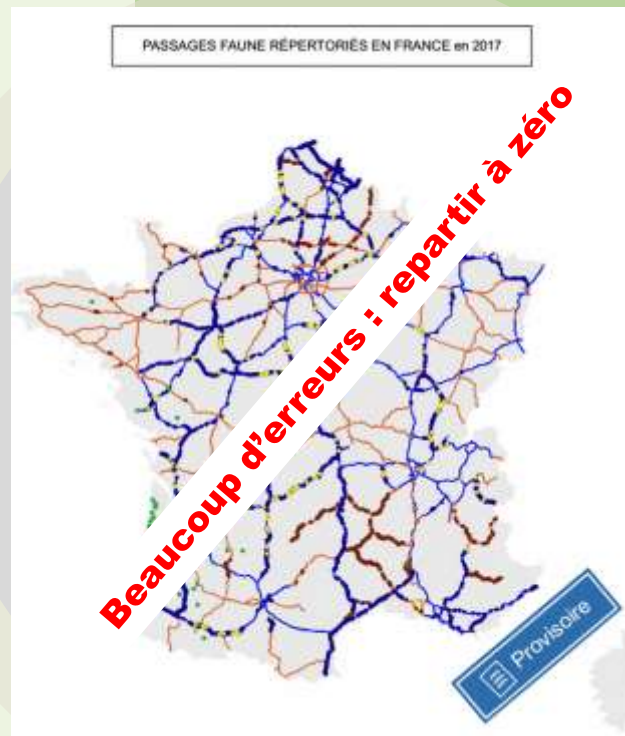 PASSAGES FAUNE RÉPERTORIÉS EN FRANCE en 2017
Beaucoup d'erreurs : repartir à zéro
Provisoire